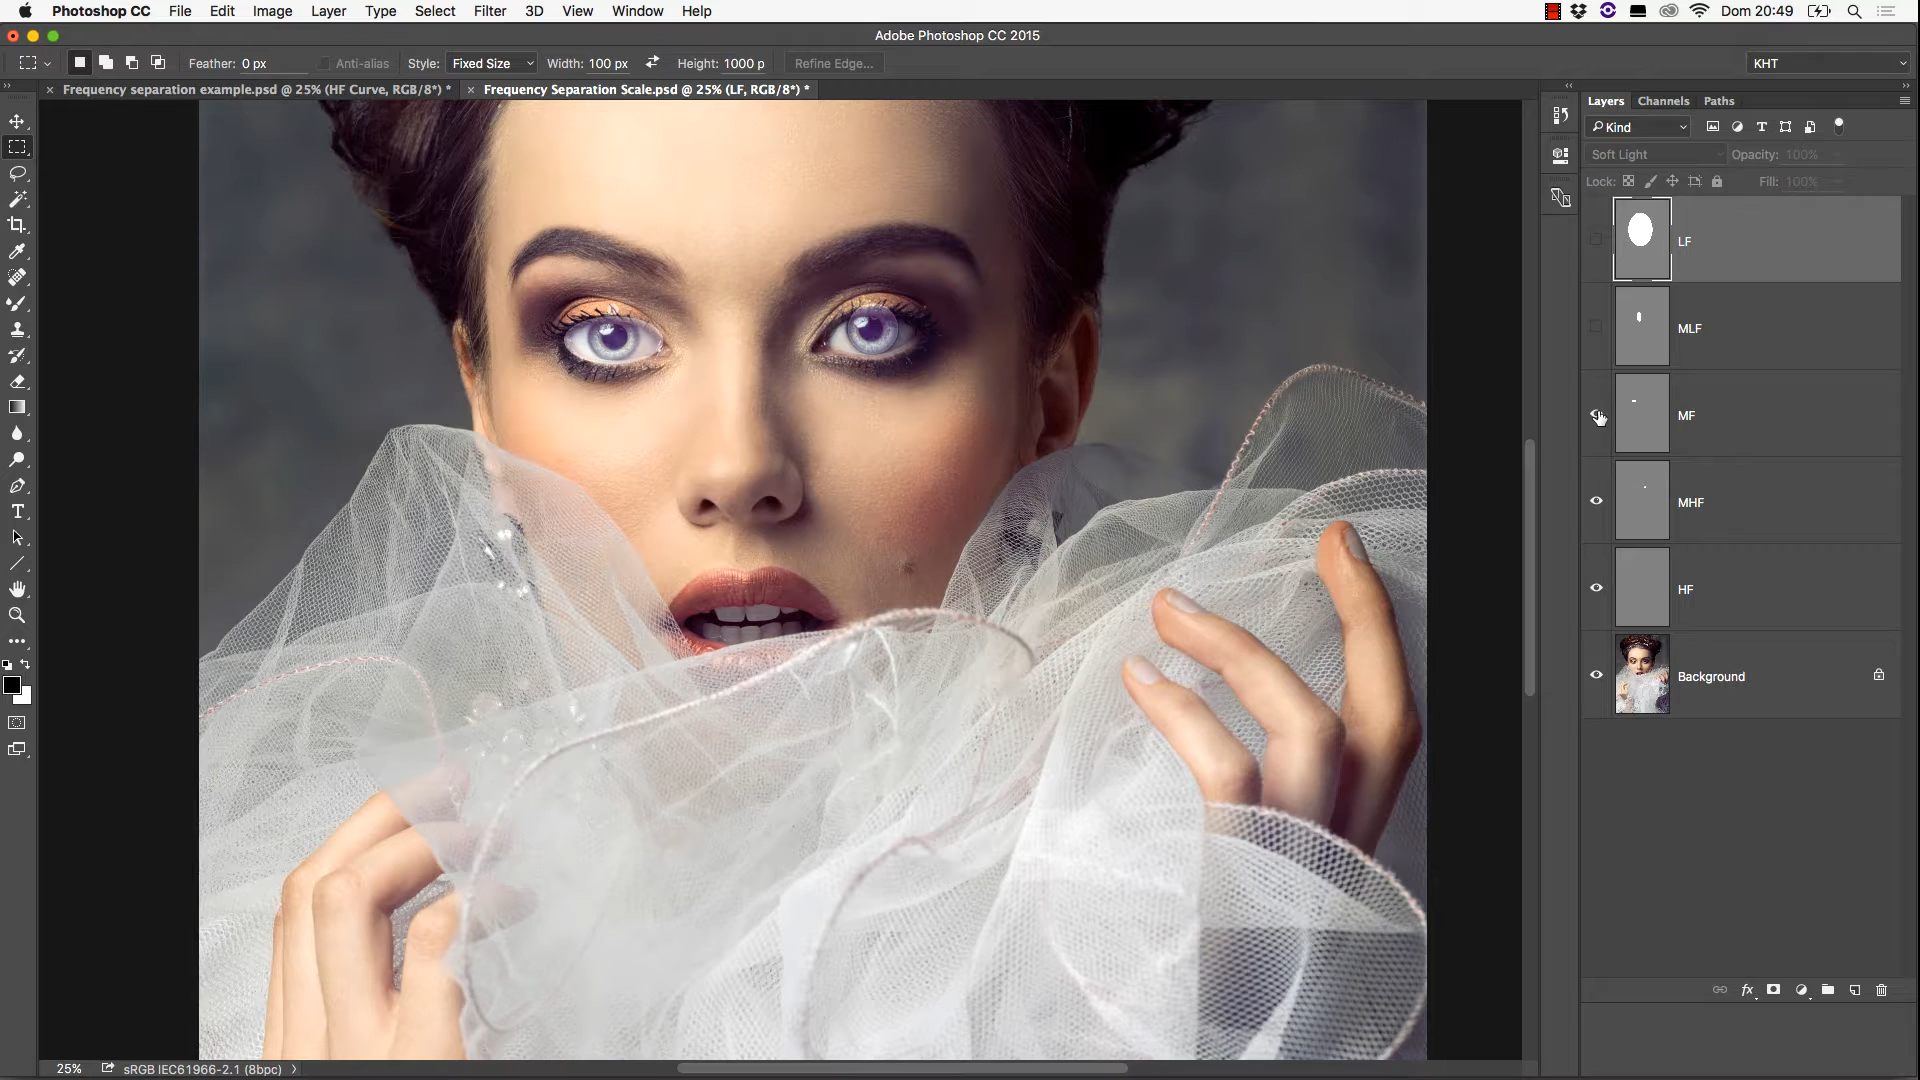 Photoshop CC File Edit Image Layer Type Select Filter 3D View Window Help Dom 20:49
Adobe Photoshop CC 2015
Feather: 0 px Anti-alias Style: Fixed Size Width: 100 px Height: 1000 p Refine Edge... KHT
Frequency separation example.psd @ 25% (HF Curve, RGB/8*) * Frequency Separation Scale.psd @ 25% (LF, RGB/8*) *
Layers Channels Paths
Kind
Soft Light Opacity: 100%
Lock: Fill: 100%
LF
MLF
MF
MHF
HF
Background
fx
25% sRGB IEC61966-2.1 (8bpc)